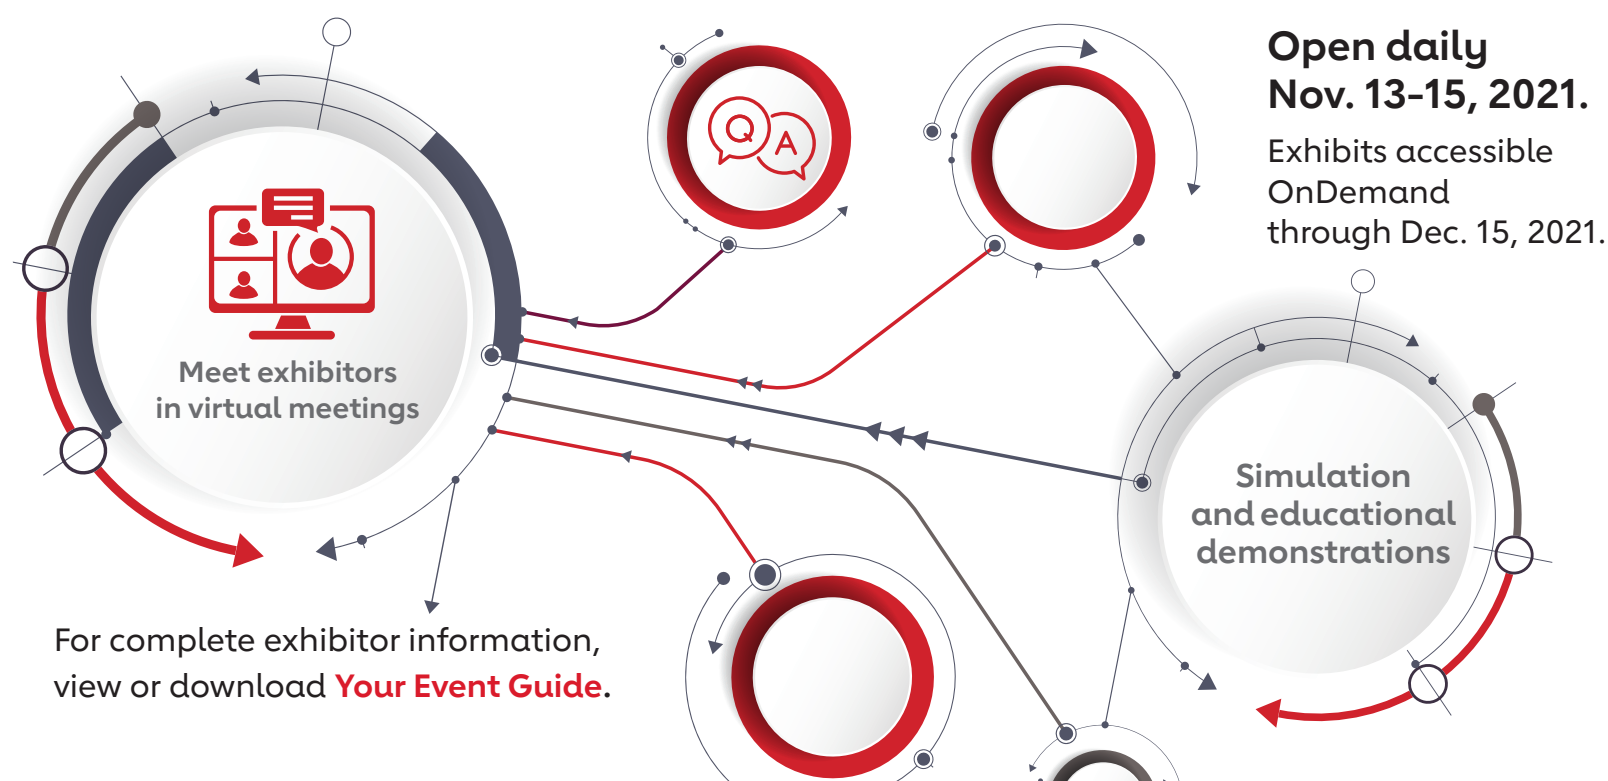 Open daily
Nov. 13-15, 2021.
Exhibits accessible
OnDemand
through Dec. 15, 2021.
Q
A
Meet exhibitors
in virtual meetings
Simulation
and educational
demonstrations
For complete exhibitor information,
view or download Your Event Guide.